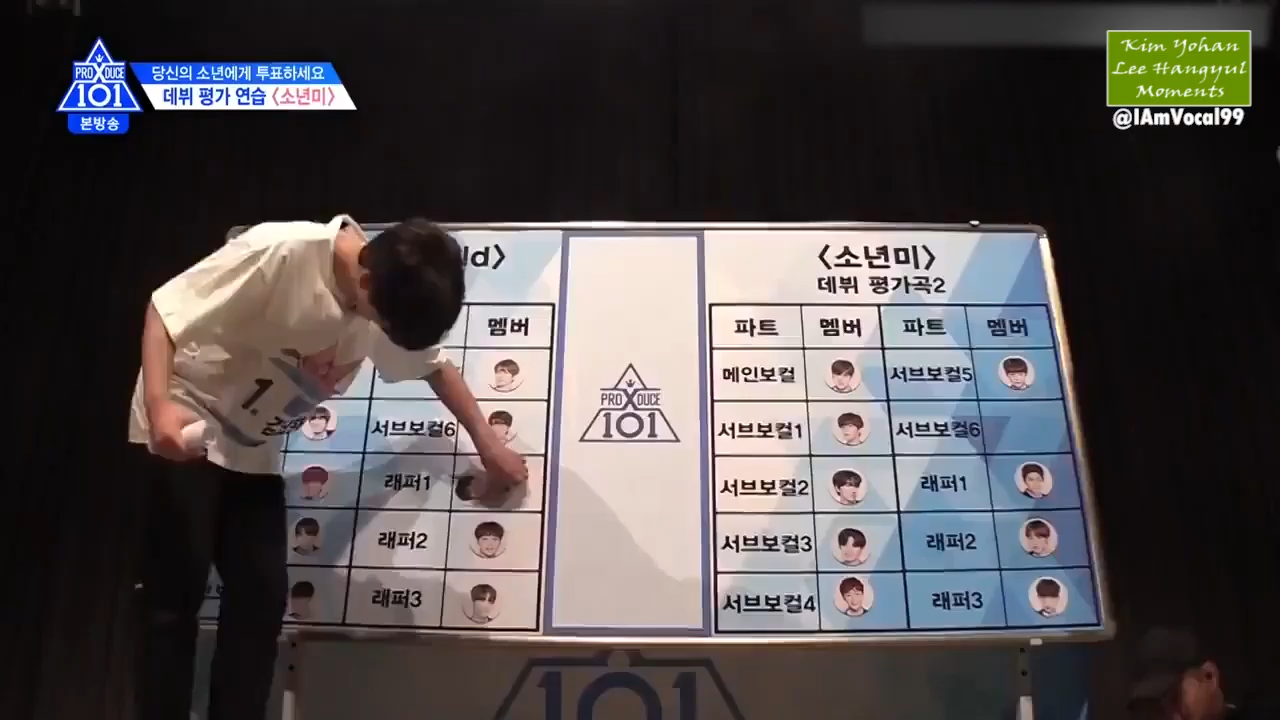 PRODUCE
X
101
본방송
당신의 소년에게 투표하세요
데뷔 평가 연습 〈소년미〉
Kim Yohan
Lee Hangyul
Moments
@IAmVocal99
1.
멤버
서브보컬6
래퍼1
래퍼2
래퍼3
PRODUCE
X
101
〈소년미〉
데뷔 평가곡2
파트 멤버 파트 멤버
메인보컬 서브보컬5
서브보컬1 서브보컬6
서브보컬2 래퍼1
서브보컬3 래퍼2
서브보컬4 래퍼3
101